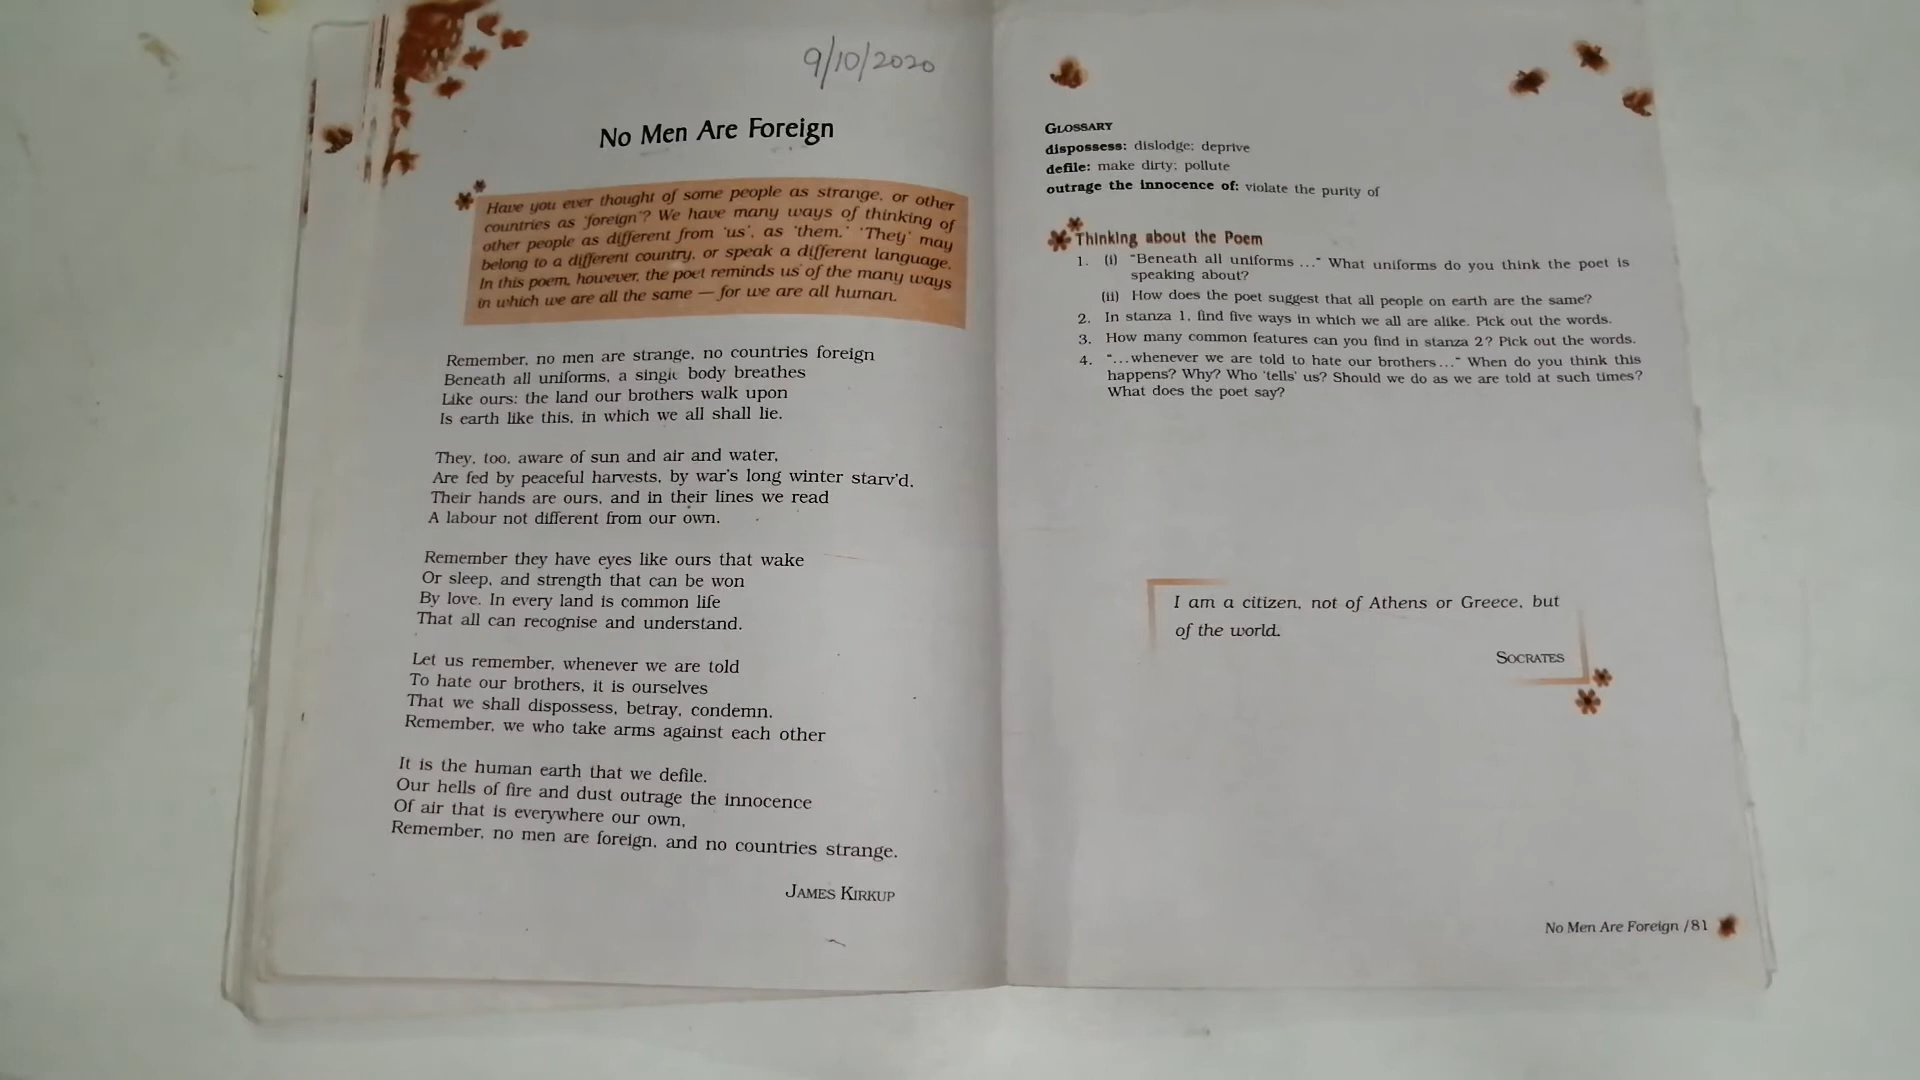 9/10/2020
No Men Are Foreign
Have you ever thought of some people as strange, or other
countries as 'foreign'? We have many ways of thinking of
other people as different from 'us', as 'them.' 'They' may
belong to a different country, or speak a different language.
In this poem, however, the poet reminds us of the many ways
in which we are all the same — for we are all human.
Remember, no men are strange, no countries foreign
Beneath all uniforms, a single body breathes
Like ours: the land our brothers walk upon
Is earth like this, in which we all shall lie.
They, too, aware of sun and air and water,
Are fed by peaceful harvests, by war's long winter starv'd.
Their hands are ours, and in their lines we read
A labour not different from our own.
Remember they have eyes like ours that wake
Or sleep, and strength that can be won
By love. In every land is common life
That all can recognise and understand.
Let us remember, whenever we are told
To hate our brothers, it is ourselves
That we shall dispossess, betray, condemn.
Remember, we who take arms against each other
It is the human earth that we defile.
Our hells of fire and dust outrage the innocence
Of air that is everywhere our own,
Remember, no men are foreign, and no countries strange.
JAMES KIRKUP
GLOSSARY
dispossess: dislodge; deprive
defile: make dirty; pollute
outrage the innocence of: violate the purity of
Thinking about the Poem
1. (i) "Beneath all uniforms ..." What uniforms do you think the poet is
speaking about?
(ii) How does the poet suggest that all people on earth are the same?
2. In stanza 1, find five ways in which we all are alike. Pick out the words.
3. How many common features can you find in stanza 2? Pick out the words.
4. "...whenever we are told to hate our brothers..." When do you think this
happens? Why? Who 'tells' us? Should we do as we are told at such times?
What does the poet say?
I am a citizen, not of Athens or Greece, but
of the world.
SOCRATES
No Men Are Foreign /81